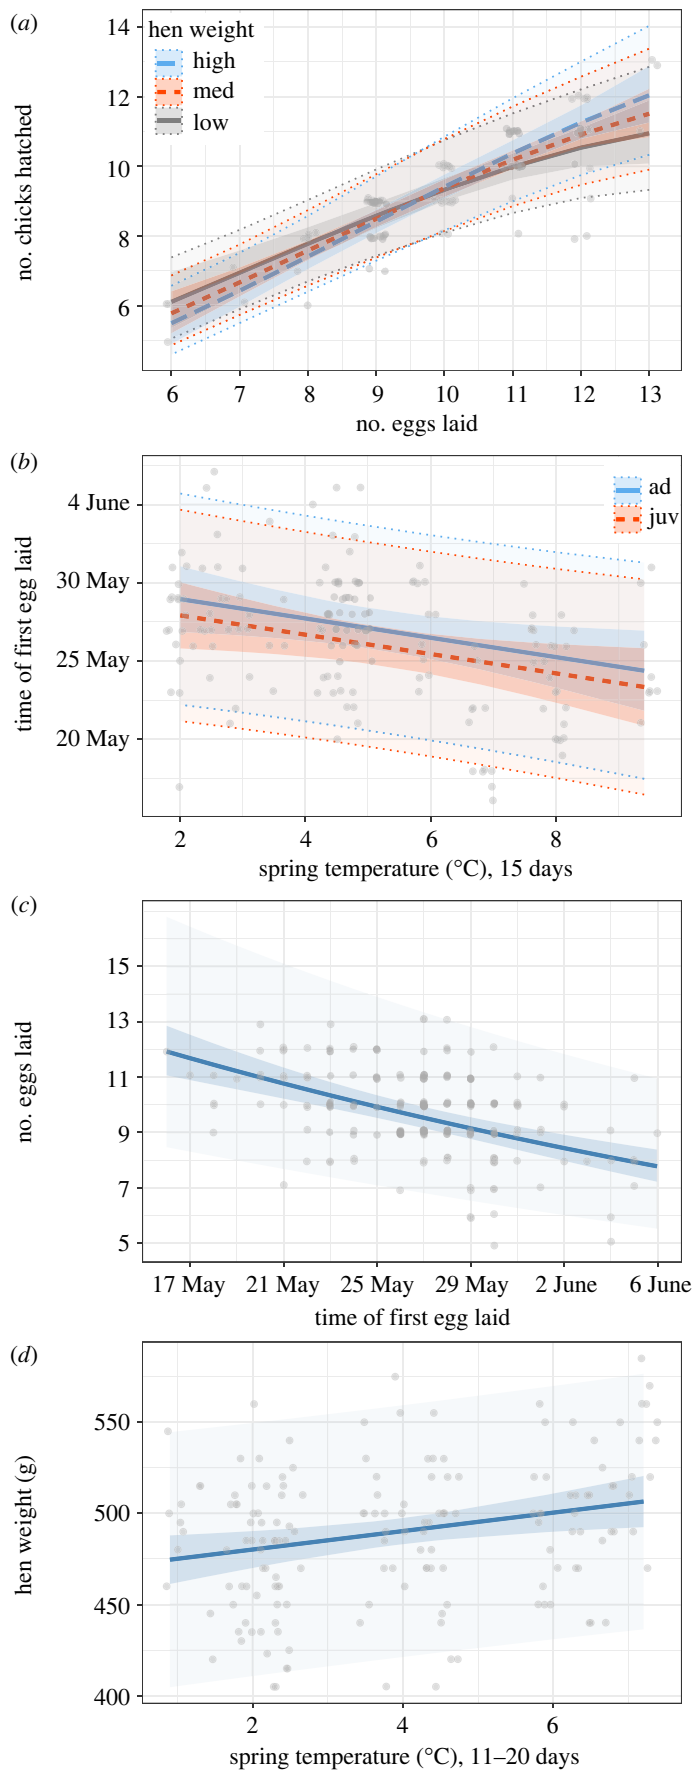 (a)
hen weight
high
med
low
no. chicks hatched
14
12
10
8
6
6 7 8 9 10 11 12 13
no. eggs laid
(b)
ad
juv
time of first egg laid
4 June
30 May
25 May
20 May
2 4 6 8
spring temperature (°C), 15 days
(c)
no. eggs laid
15
13
11
9
7
5
17 May 21 May 25 May 29 May 2 June 6 June
time of first egg laid
(d)
hen weight (g)
550
500
450
400
2 4 6
spring temperature (°C), 11–20 days